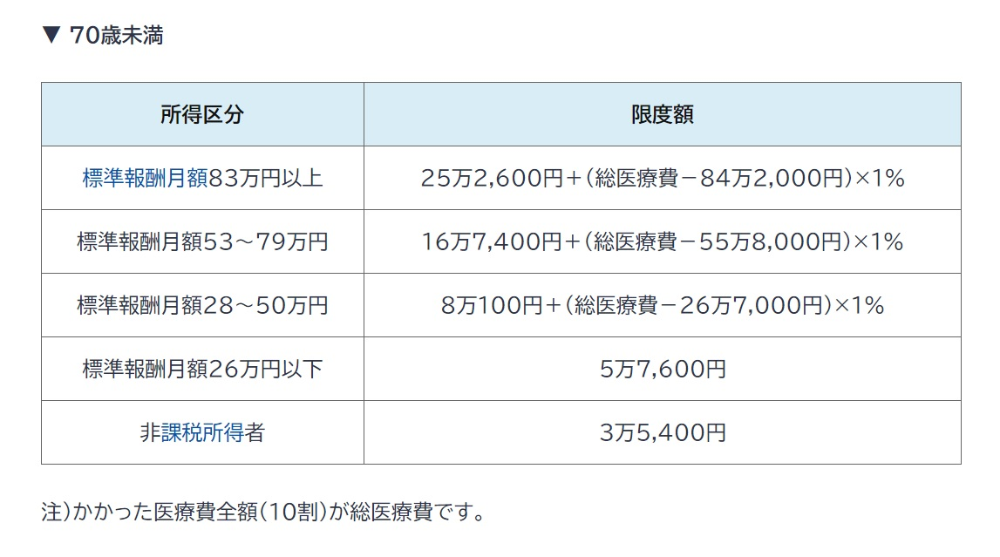 ▼ 70歳未満
所得区分 限度額
標準報酬月額83万円以上 25万2,600円+(総医療費-84万2,000円)×1%
標準報酬月額53~79万円 16万7,400円+(総医療費-55万8,000円)×1%
標準報酬月額28~50万円 8万100円+(総医療費-26万7,000円)×1%
標準報酬月額26万円以下 5万7,600円
非課税所得者 3万5,400円
注)かかった医療費全額(10割)が総医療費です。